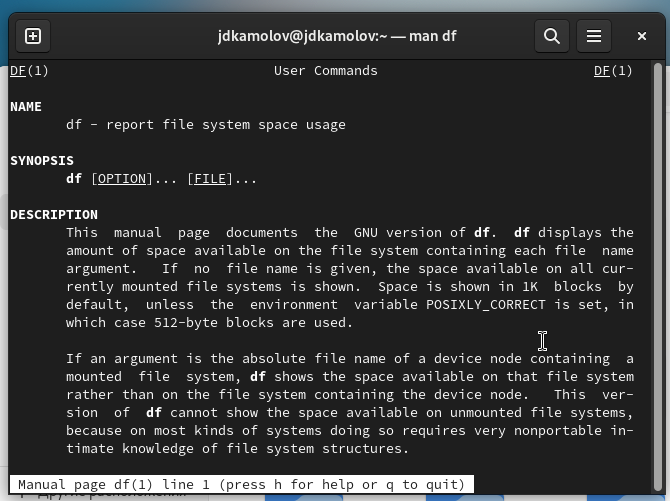 jdkamolov@jdkamolov:~ — man df
DF(1) User Commands DF(1)
NAME
df - report file system space usage
SYNOPSIS
df [OPTION]... [FILE]...
DESCRIPTION
This manual page documents the GNU version of df. df displays the
amount of space available on the file system containing each file name
argument. If no file name is given, the space available on all cur-
rently mounted file systems is shown. Space is shown in 1K blocks by
default, unless the environment variable POSIXLY_CORRECT is set, in
which case 512-byte blocks are used.
If an argument is the absolute file name of a device node containing a
mounted file system, df shows the space available on that file system
rather than on the file system containing the device node. This ver-
sion of df cannot show the space available on unmounted file systems,
because on most kinds of systems doing so requires very nonportable in-
timate knowledge of file system structures.
Manual page df(1) line 1 (press h for help or q to quit)